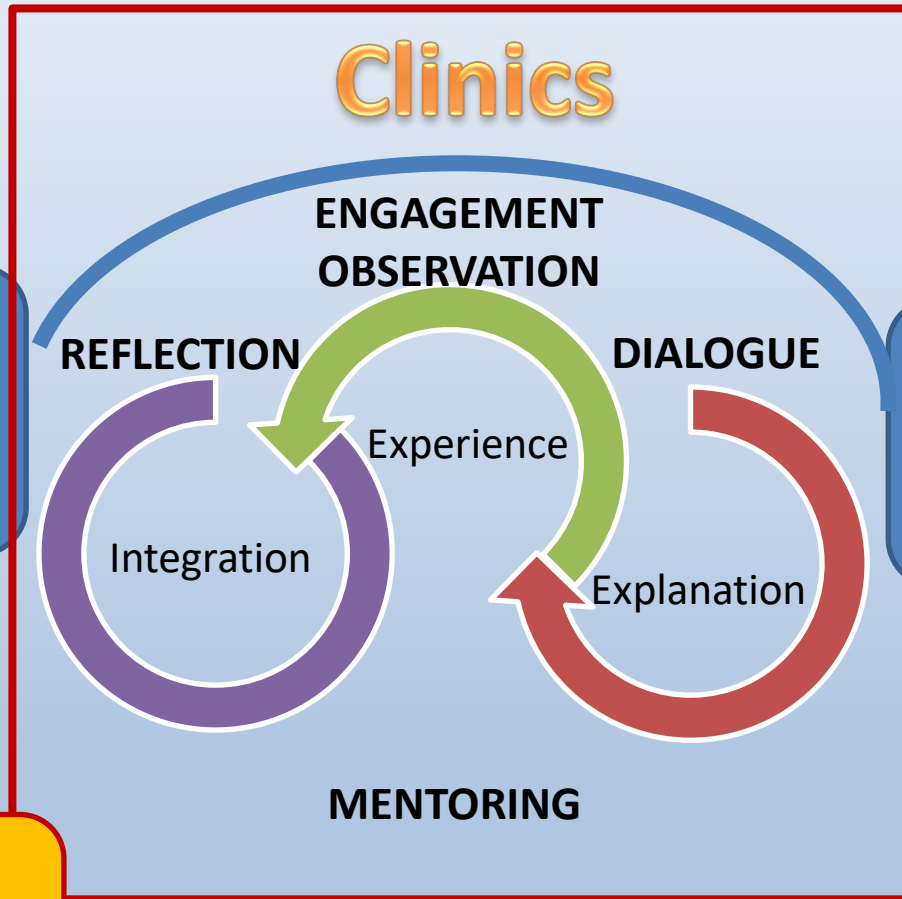 Clinics
ENGAGEMENT
OBSERVATION
REFLECTION
DIALOGUE
Experience
Integration
Explanation
MENTORING